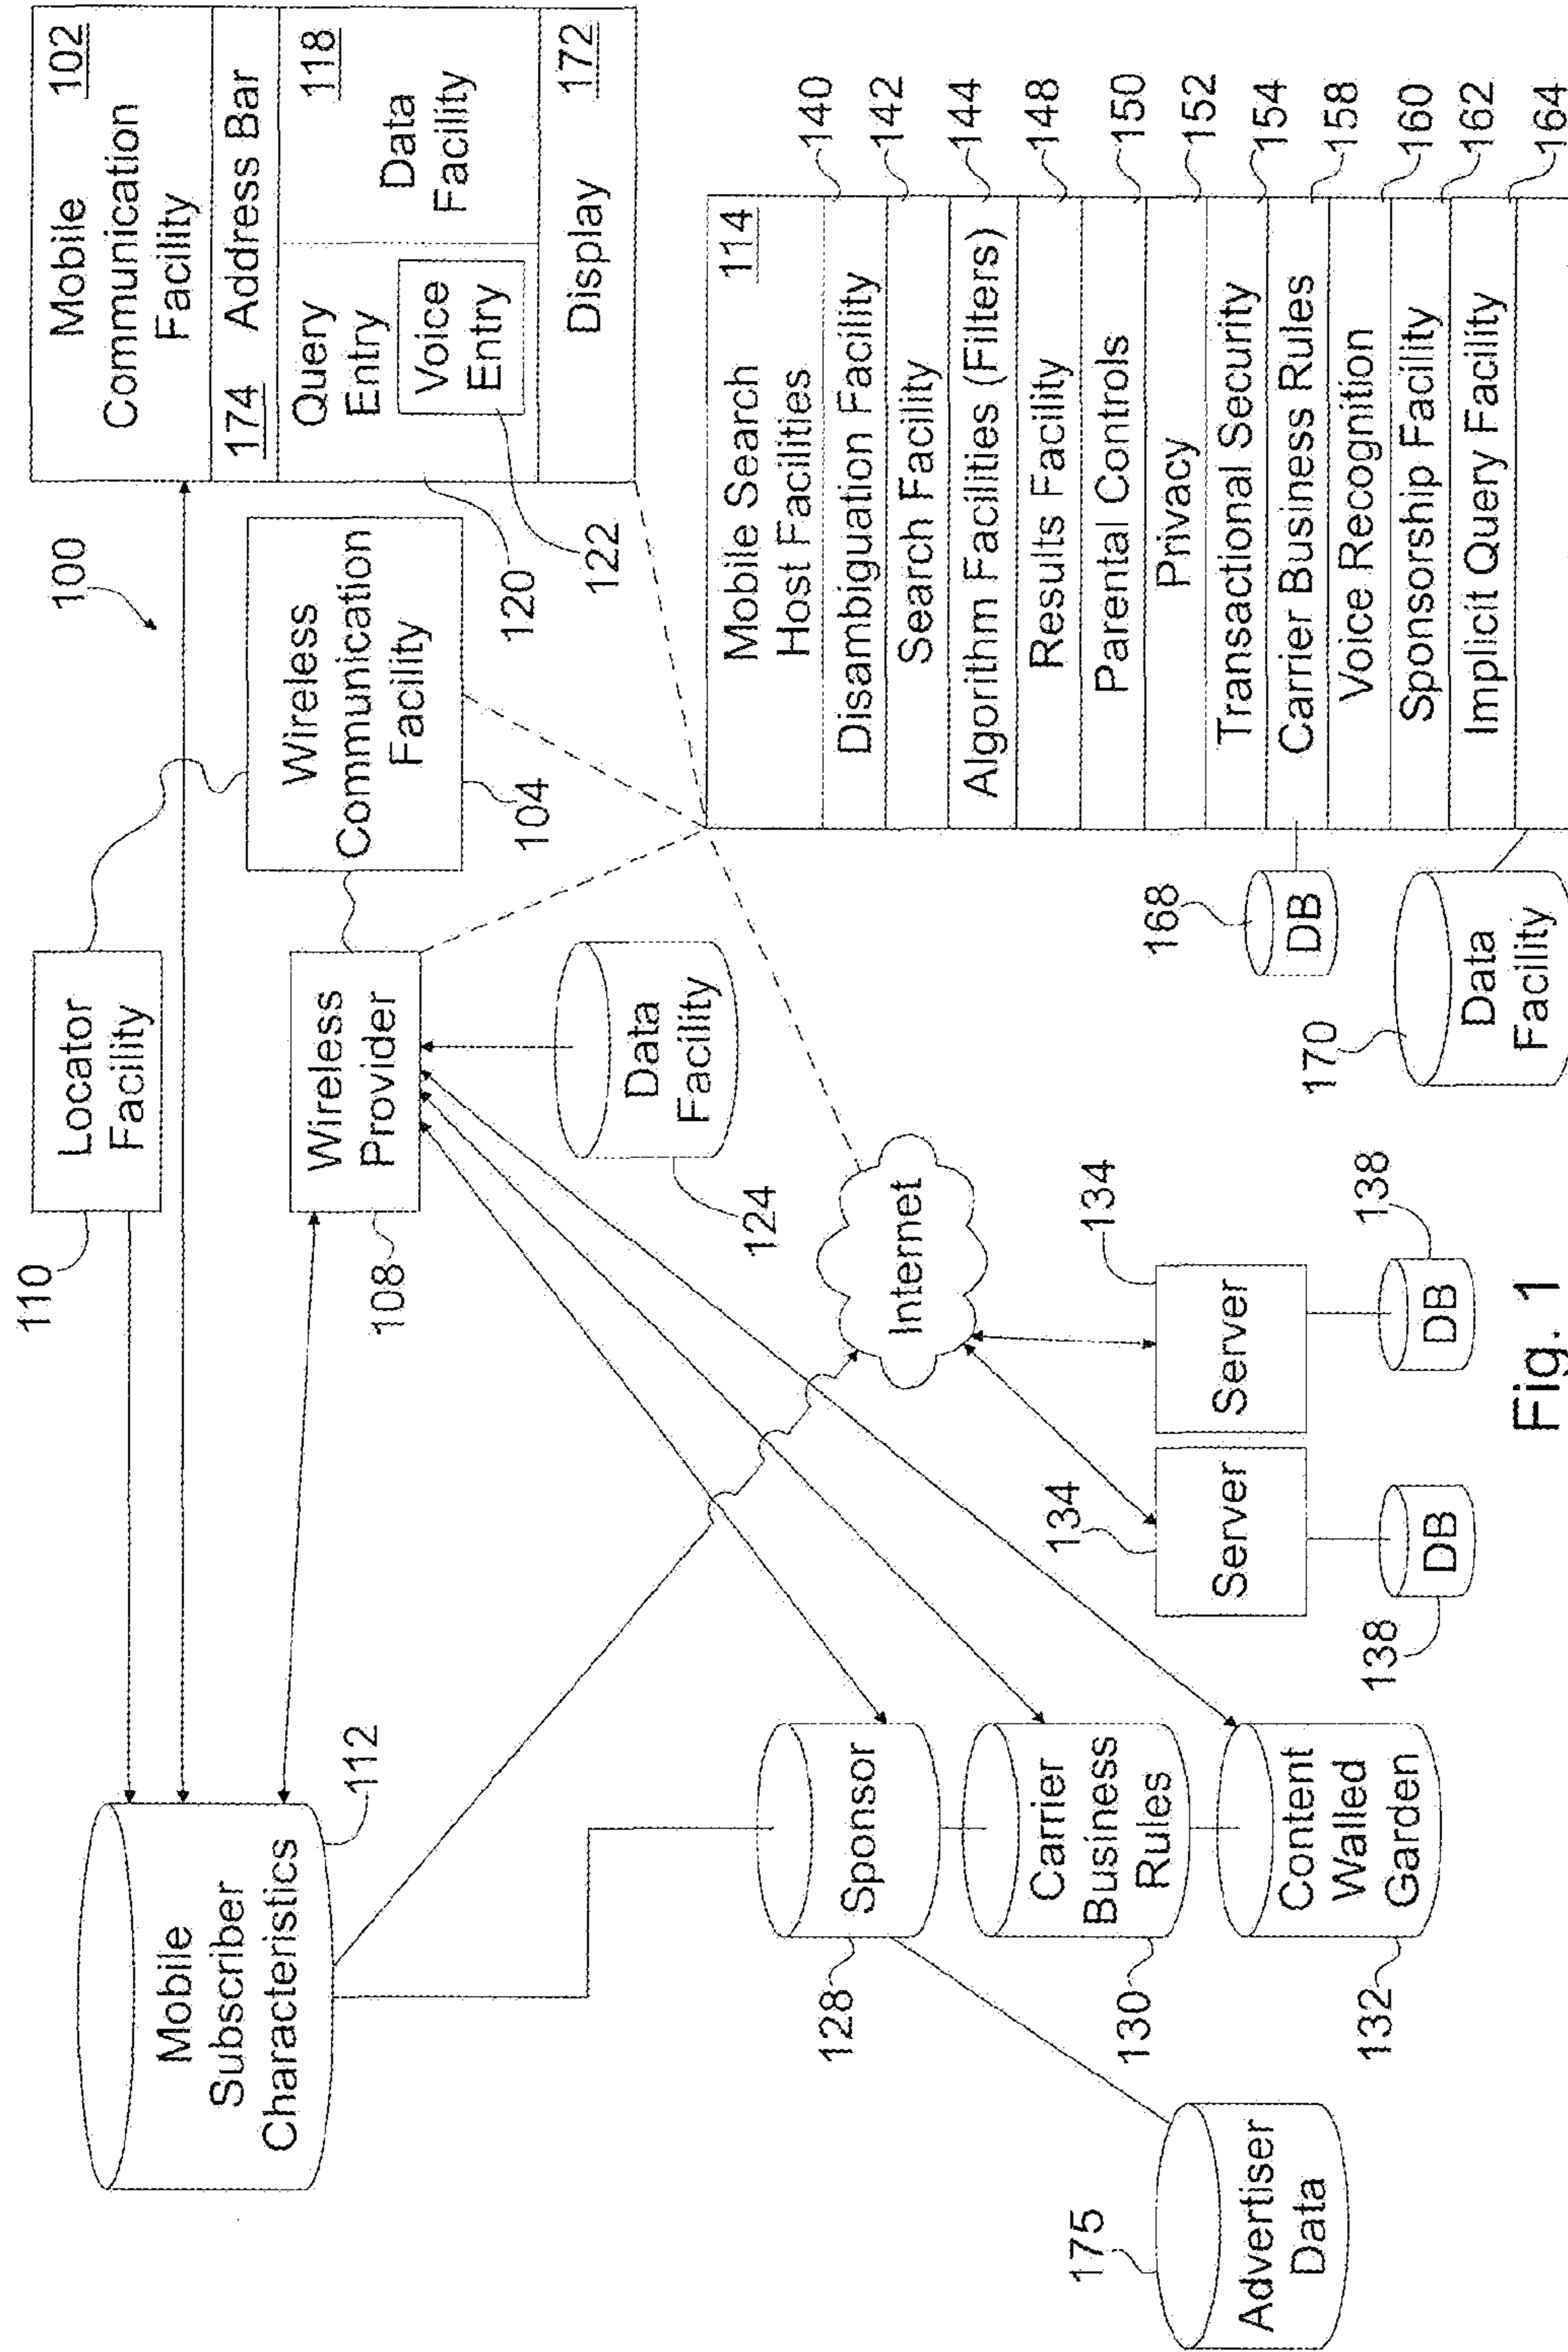 100
Mobile
Communication
Facility
102
174 Address Bar
Query
Entry
Voice
Entry
118
Data
Facility
Display 172
120
122
Wireless
Communication
Facility
104
Locator
Facility
110
Wireless
Provider
108
Data
Facility
124
Mobile
Subscriber
Characteristics
112
Mobile Search
Host Facilities
114
Disambiguation Facility
140
Search Facility
142
Algorithm Facilities (Filters)
144
Results Facility
148
Parental Controls
150
Privacy
152
Transactional Security
154
Carrier Business Rules
158
Voice Recognition
160
Sponsorship Facility
162
Implicit Query Facility
164
168
DB
170
Data
Facility
Internet
134
Server
134
Server
138
DB
138
DB
Sponsor
128
Carrier
Business
Rules
130
Content
Walled
Garden
132
175
Advertiser
Data
Fig. 1